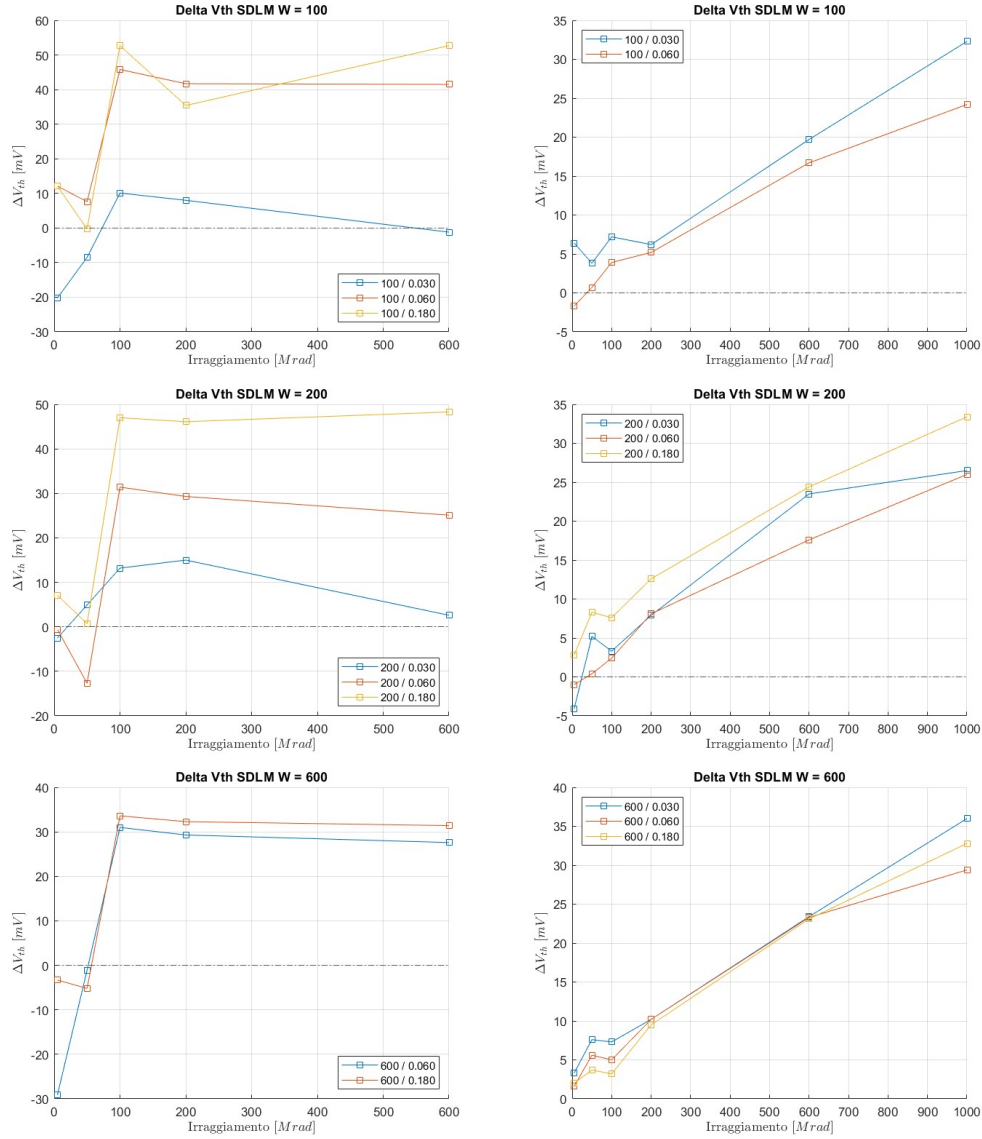 Delta Vth SDLM W = 100
60
50
40
30
20
10
0
-10
-20
-30
ΔV_th [mV]
100 / 0.030
100 / 0.060
100 / 0.180
0 100 200 300 400 500 600
Irraggiamento [Mrad]
Delta Vth SDLM W = 100
35
30
25
20
15
10
5
0
-5
ΔV_th [mV]
100 / 0.030
100 / 0.060
0 100 200 300 400 500 600 700 800 900 1000
Irraggiamento [Mrad]
Delta Vth SDLM W = 200
50
40
30
20
10
0
-10
-20
ΔV_th [mV]
200 / 0.030
200 / 0.060
200 / 0.180
0 100 200 300 400 500 600
Irraggiamento [Mrad]
Delta Vth SDLM W = 200
35
30
25
20
15
10
5
0
-5
ΔV_th [mV]
200 / 0.030
200 / 0.060
200 / 0.180
0 100 200 300 400 500 600 700 800 900 1000
Irraggiamento [Mrad]
Delta Vth SDLM W = 600
40
30
20
10
0
-10
-20
-30
ΔV_th [mV]
600 / 0.060
600 / 0.180
0 100 200 300 400 500 600
Irraggiamento [Mrad]
Delta Vth SDLM W = 600
40
35
30
25
20
15
10
5
0
ΔV_th [mV]
600 / 0.030
600 / 0.060
600 / 0.180
0 100 200 300 400 500 600 700 800 900 1000
Irraggiamento [Mrad]